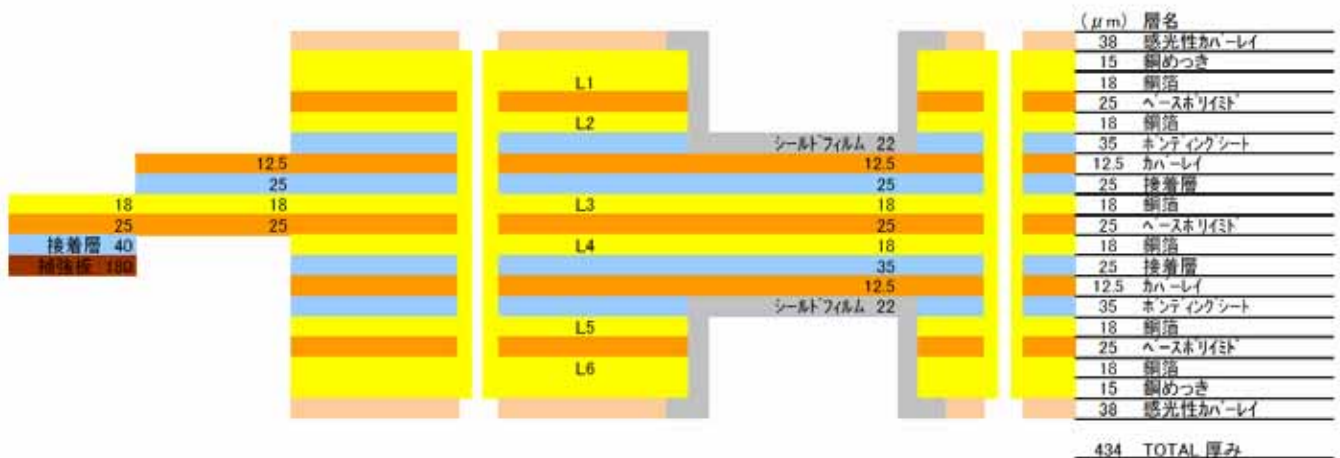 (μm) 層名
38 感光性カバーレイ
15 銅めっき
L1 18 銅箔
25 ベースポリイミド
L2 18 銅箔
シールドフィルム 22 35 ボンディングシート
12.5 12.5 12.5 カバーレイ
25 25 25 接着層
18 18 L3 18 18 銅箔
25 25 25 25 ベースポリイミド
接着層 40 L4 18 18 銅箔
補強板 180 35 25 接着層
12.5 12.5 カバーレイ
シールドフィルム 22 35 ボンディングシート
L5 18 銅箔
25 ベースポリイミド
L6 18 銅箔
15 銅めっき
38 感光性カバーレイ
434 TOTAL 厚み